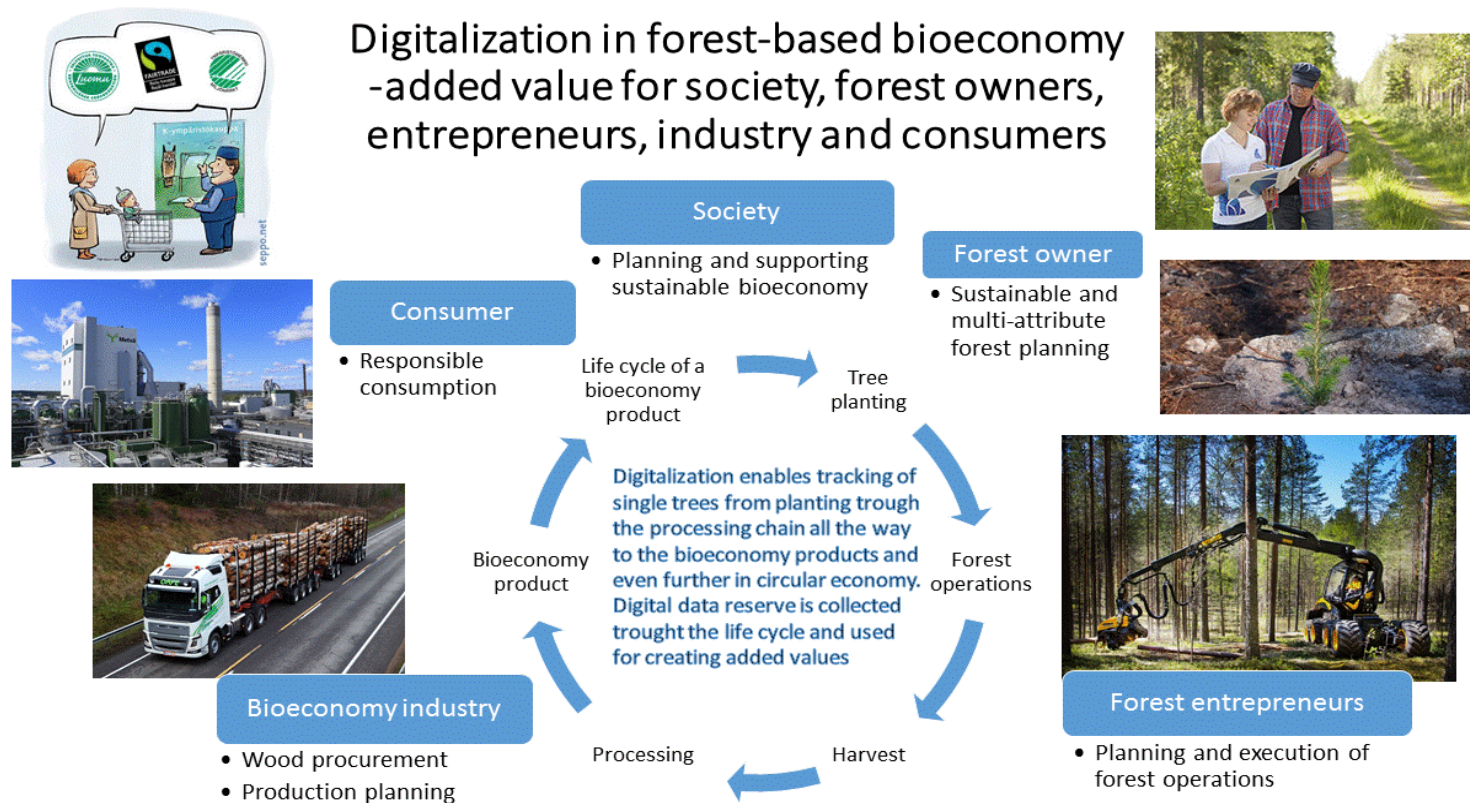 Digitalization in forest-based bioeconomy
-added value for society, forest owners,
entrepreneurs, industry and consumers
Luomu
FAIRTRADE
K-ympäristökauppa
seppo.net
Society
• Planning and supporting
sustainable bioeconomy
Forest owner
• Sustainable and
multi-attribute
forest planning
Consumer
• Responsible
consumption
Metsä
Life cycle of a
bioeconomy
product
Tree
planting
Digitalization enables tracking of
single trees from planting trough
the processing chain all the way
to the bioeconomy products and
even further in circular economy.
Digital data reserve is collected
trought the life cycle and used
for creating added values
Bioeconomy
product
Forest
operations
Bioeconomy industry
• Wood procurement
• Production planning
Processing
Harvest
Forest entrepreneurs
• Planning and execution of
forest operations